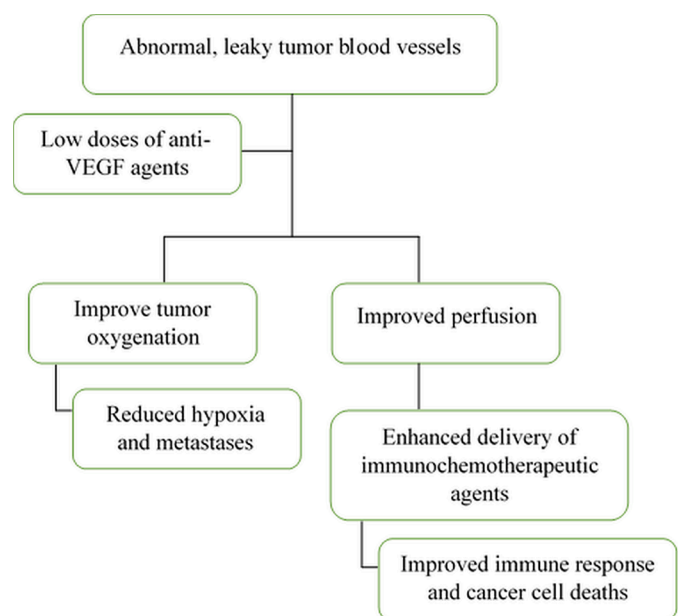 Abnormal, leaky tumor blood vessels
Low doses of anti-
VEGF agents
Improve tumor
oxygenation
Improved perfusion
Reduced hypoxia
and metastases
Enhanced delivery of
immunochemotherapeutic
agents
Improved immune response
and cancer cell deaths